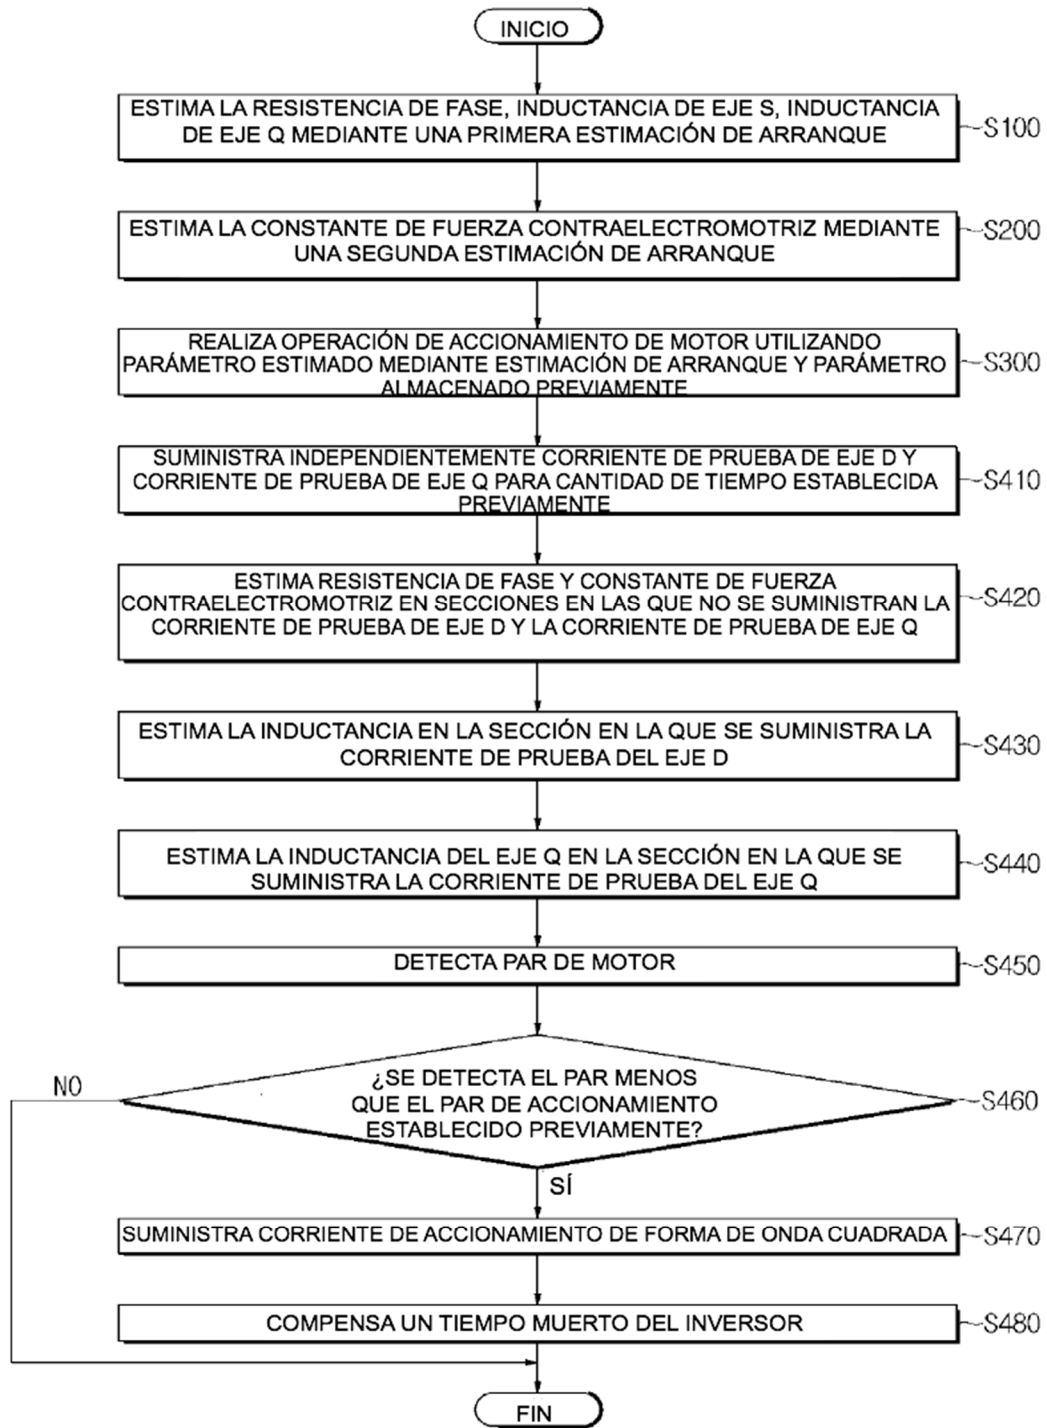 INICIO
ESTIMA LA RESISTENCIA DE FASE, INDUCTANCIA DE EJE S, INDUCTANCIA
DE EJE Q MEDIANTE UNA PRIMERA ESTIMACIÓN DE ARRANQUE
S100
ESTIMA LA CONSTANTE DE FUERZA CONTRAELECTROMOTRIZ MEDIANTE
UNA SEGUNDA ESTIMACIÓN DE ARRANQUE
S200
REALIZA OPERACIÓN DE ACCIONAMIENTO DE MOTOR UTILIZANDO
PARÁMETRO ESTIMADO MEDIANTE ESTIMACIÓN DE ARRANQUE Y PARÁMETRO
ALMACENADO PREVIAMENTE
S300
SUMINISTRA INDEPENDIENTEMENTE CORRIENTE DE PRUEBA DE EJE D Y
CORRIENTE DE PRUEBA DE EJE Q PARA CANTIDAD DE TIEMPO ESTABLECIDA
PREVIAMENTE
S410
ESTIMA RESISTENCIA DE FASE Y CONSTANTE DE FUERZA
CONTRAELECTROMOTRIZ EN SECCIONES EN LAS QUE NO SE SUMINISTRAN LA
CORRIENTE DE PRUEBA DE EJE D Y LA CORRIENTE DE PRUEBA DE EJE Q
S420
ESTIMA LA INDUCTANCIA EN LA SECCIÓN EN LA QUE SE SUMINISTRA LA
CORRIENTE DE PRUEBA DEL EJE D
S430
ESTIMA LA INDUCTANCIA DEL EJE Q EN LA SECCIÓN EN LA QUE SE
SUMINISTRA LA CORRIENTE DE PRUEBA DEL EJE Q
S440
DETECTA PAR DE MOTOR
S450
¿SE DETECTA EL PAR MENOS
QUE EL PAR DE ACCIONAMIENTO
ESTABLECIDO PREVIAMENTE?
S460
NO
SÍ
SUMINISTRA CORRIENTE DE ACCIONAMIENTO DE FORMA DE ONDA CUADRADA
S470
COMPENSA UN TIEMPO MUERTO DEL INVERSOR
S480
FIN